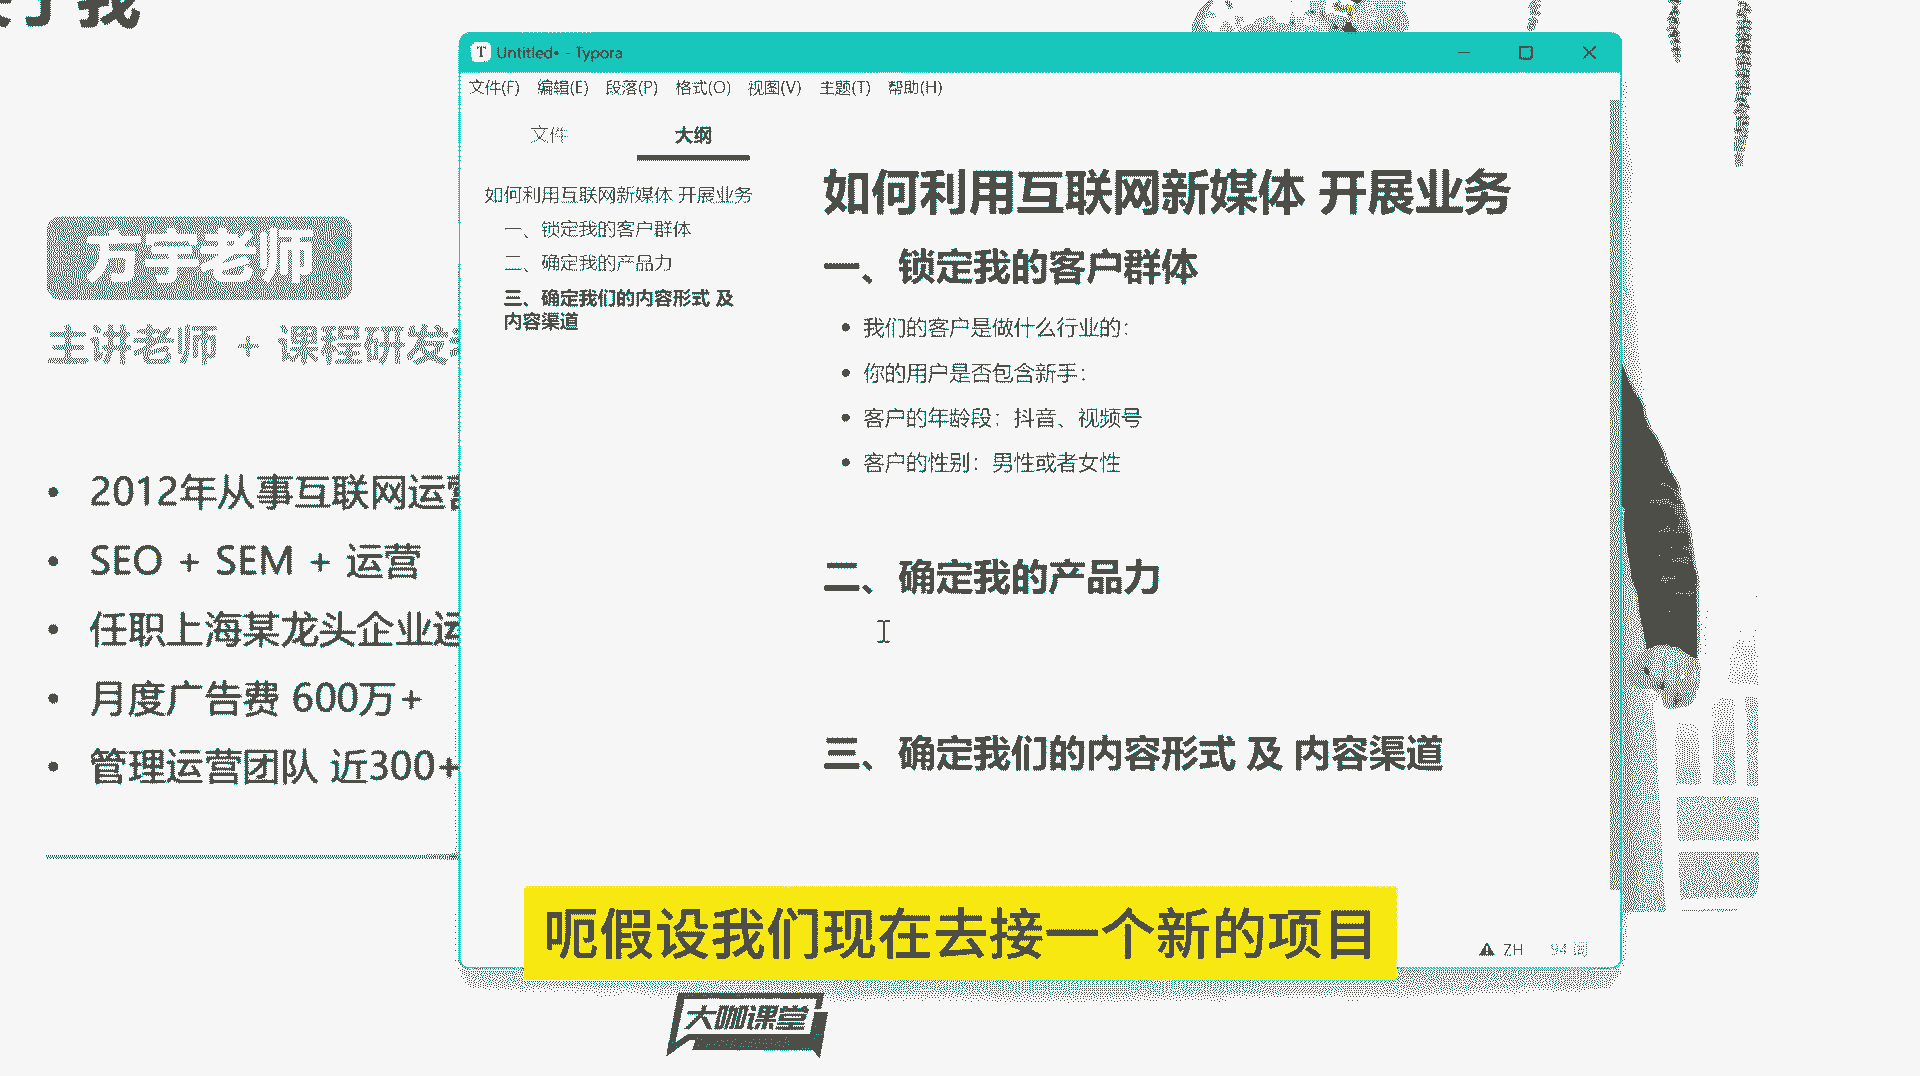 Untitled• - Typora
文件(F) 编辑(E) 段落(P) 格式(O) 视图(V) 主题(T) 帮助(H)
文件 大纲
如何利用互联网新媒体 开展业务
一、锁定我的客户群体
二、确定我的产品力
三、确定我们的内容形式 及
内容渠道
如何利用互联网新媒体 开展业务
一、锁定我的客户群体
• 我们的客户是做什么行业的：
• 你的用户是否包含新手：
• 客户的年龄段：抖音、视频号
• 客户的性别：男性或者女性
二、确定我的产品力
三、确定我们的内容形式 及 内容渠道
ZH 94 词
我
方宇老师
主讲老师 + 课程研发
• 2012年从事互联网运营
• SEO + SEM + 运营
• 任职上海某龙头企业运
• 月度广告费 600万+
• 管理运营团队 近300+
呃假设我们现在去接一个新的项目
大咖课堂